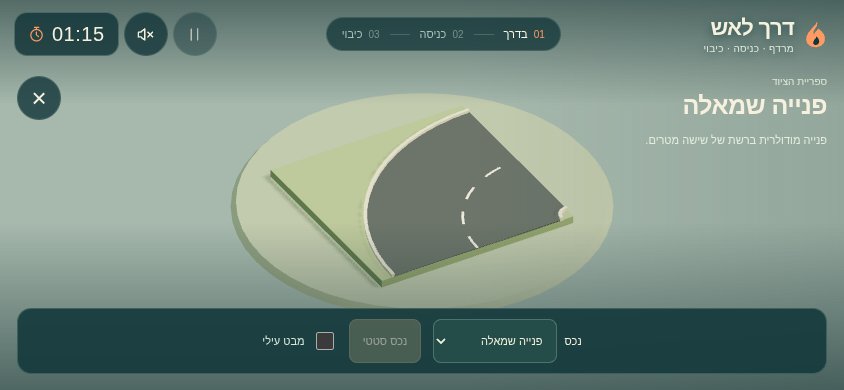 דרך לאש
מרדף · כניסה · כיבוי
01 בדרך
02 כניסה
03 כיבוי
01:15
ספריית הציוד
פנייה שמאלה
פנייה מודולרית ברשת של שישה מטרים.
נכס
פנייה שמאלה
נכס סטטי
מבט עילי